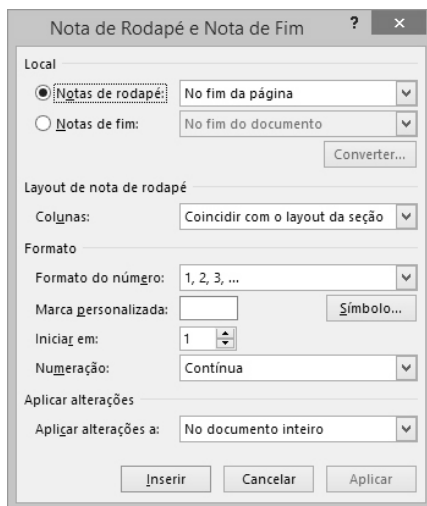 Nota de Rodapé e Nota de Fim ? ×
Local
Notas de rodapé: No fim da página
Notas de fim: No fim do documento
Converter...
Layout de nota de rodapé
Colunas: Coincidir com o layout da seção
Formato
Formato do número: 1, 2, 3, ...
Marca personalizada: Símbolo...
Iniciar em: 1
Numeração: Contínua
Aplicar alterações
Aplicar alterações a: No documento inteiro
Inserir Cancelar Aplicar